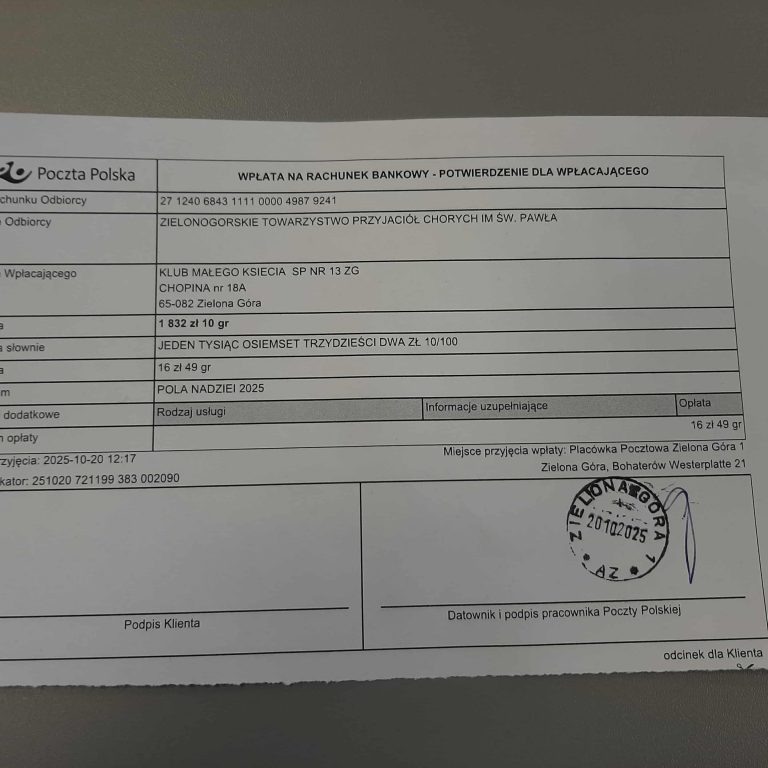 Poczta Polska
WPŁATA NA RACHUNEK BANKOWY - POTWIERDZENIE DLA WPŁACAJĄCEGO
chunku Odbiorcy 27 1240 6843 1111 0000 4987 9241
Odbiorcy ZIELONOGORSKIE TOWARZYSTWO PRZYJACIÓŁ CHORYCH IM ŚW. PAWŁA
Wpłacającego KLUB MAŁEGO KSIECIA SP NR 13 ZG
CHOPINA nr 18A
65-082 Zielona Góra
a 1 832 zł 10 gr
a słownie JEDEN TYSIĄC OSIEMSET TRZYDZIEŚCI DWA ZŁ 10/100
a 16 zł 49 gr
m POLA NADZIEI 2025
dodatkowe Rodzaj usługi Informacje uzupełniające Opłata
m opłaty 16 zł 49 gr
rzyjęcia: 2025-10-20 12:17 Miejsce przyjęcia wpłaty: Placówka Pocztowa Zielona Góra 1
kator: 251020 721199 383 002090 Zielona Góra, Bohaterów Westerplatte 21
ZIELONA GÓRA 1
20102025
AZ
Podpis Klienta
Datownik i podpis pracownika Poczty Polskiej
odcinek dla Klienta